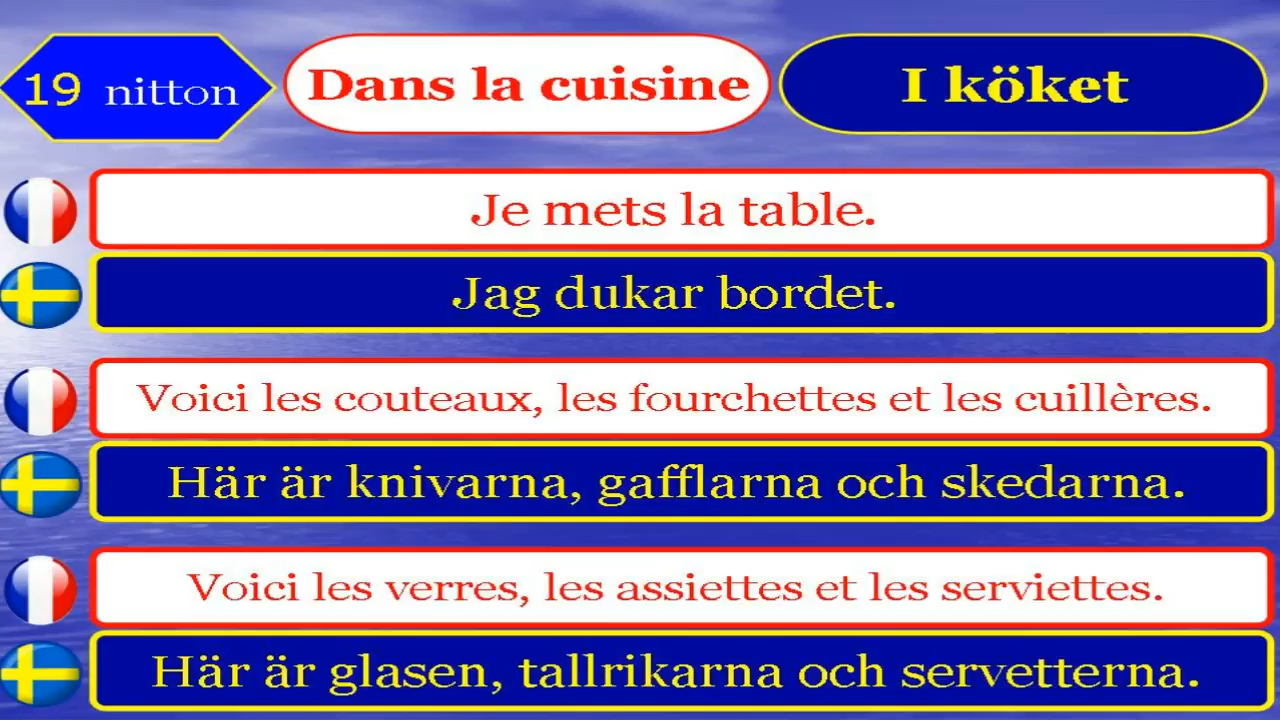 19 nitton
Dans la cuisine
I köket
Je mets la table.
Jag dukar bordet.
Voici les couteaux, les fourchettes et les cuillères.
Här är knivarna, gafflarna och skedarna.
Voici les verres, les assiettes et les serviettes.
Här är glasen, tallrikarna och servetterna.